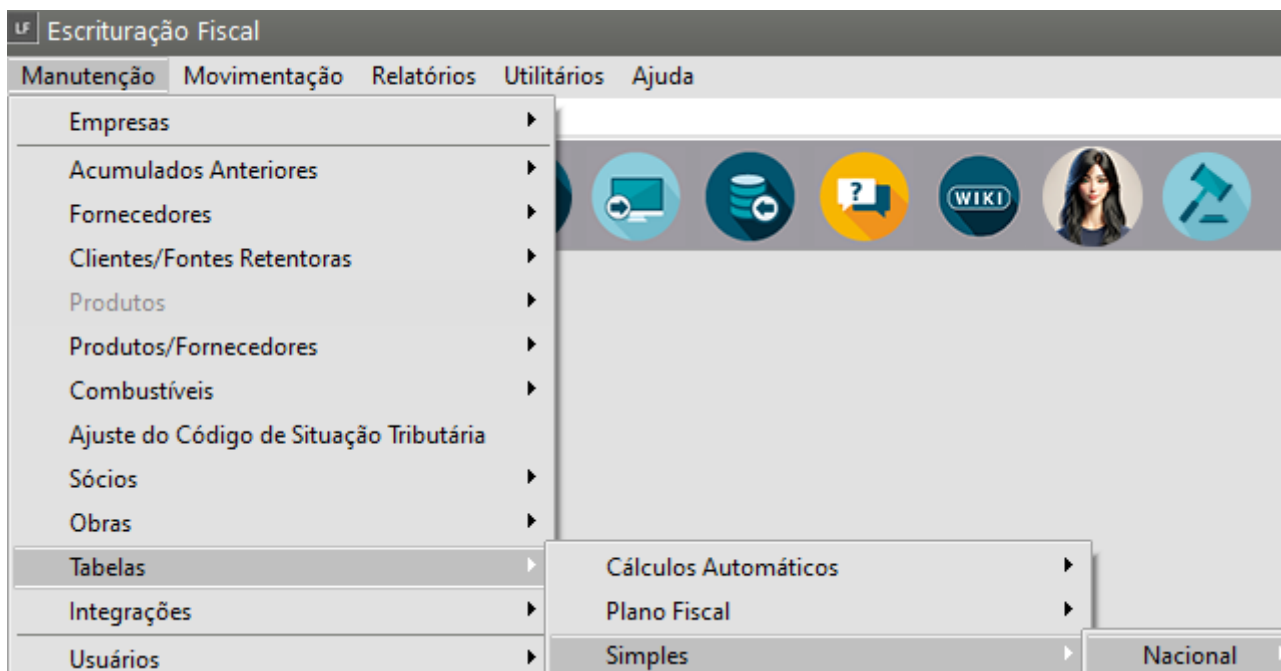 LF Escrituração Fiscal
Manutenção Movimentação Relatórios Utilitários Ajuda
Empresas
Acumulados Anteriores
? WIKI
Fornecedores
Clientes/Fontes Retentoras
Produtos
Produtos/Fornecedores
Combustíveis
Ajuste do Código de Situação Tributária
Sócios
Obras
Tabelas Cálculos Automáticos
Integrações Plano Fiscal
Usuários Simples Nacional